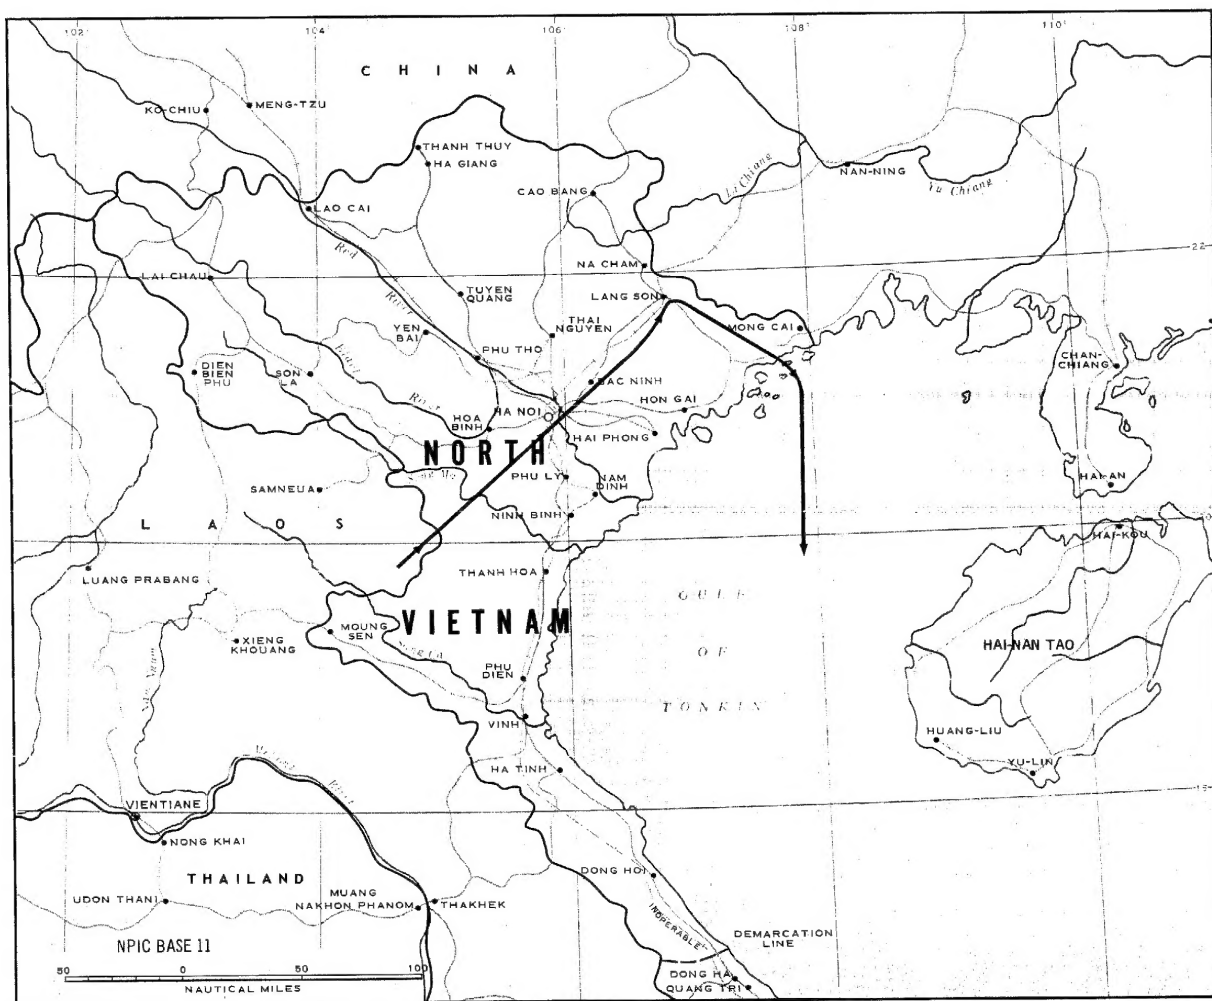 102°
104°
106°
108°
110°
CHINA
KO-CHIU
MENG-TZU
THANH THUY
HA GIANG
CAO BANG
Li Chiang
NAN-NING
Yu Chiang
LAO CAI
Red
River
NA CHAM
22
LAI CHAU
TUYEN
QUANG
LANG SON
THAI
NGUYEN
MONG CAI
YEN
BAI
PHU THO
DIEN
BIEN
PHU
SON
LA
River
BAC NINH
CHAN-
CHIANG
HA NOI
HON GAI
HOA
BINH
HAI PHONG
NORTH
PHU LY
NAM
DINH
SAMNEUA
HAI-AN
NINH BINH
LAOS
HAI-KOU
LUANG PRABANG
THANH HOA
GULF
OF
TONKIN
VIETNAM
MOUNG
SEN
XIENG
KHOUANG
HAI-NAN TAO
PHU
DIEN
VINH
HUANG-LIU
YU-LIN
HA TINH
VIENTIANE
NONG KHAI
DONG HOI
THAILAND
UDON THANI
MUANG
NAKHON PHANOM
THAKHEK
INOPERABLE
DEMARCATION
LINE
NPIC BASE 11
DONG HA
QUANG TRI
50
0
50
100
NAUTICAL MILES